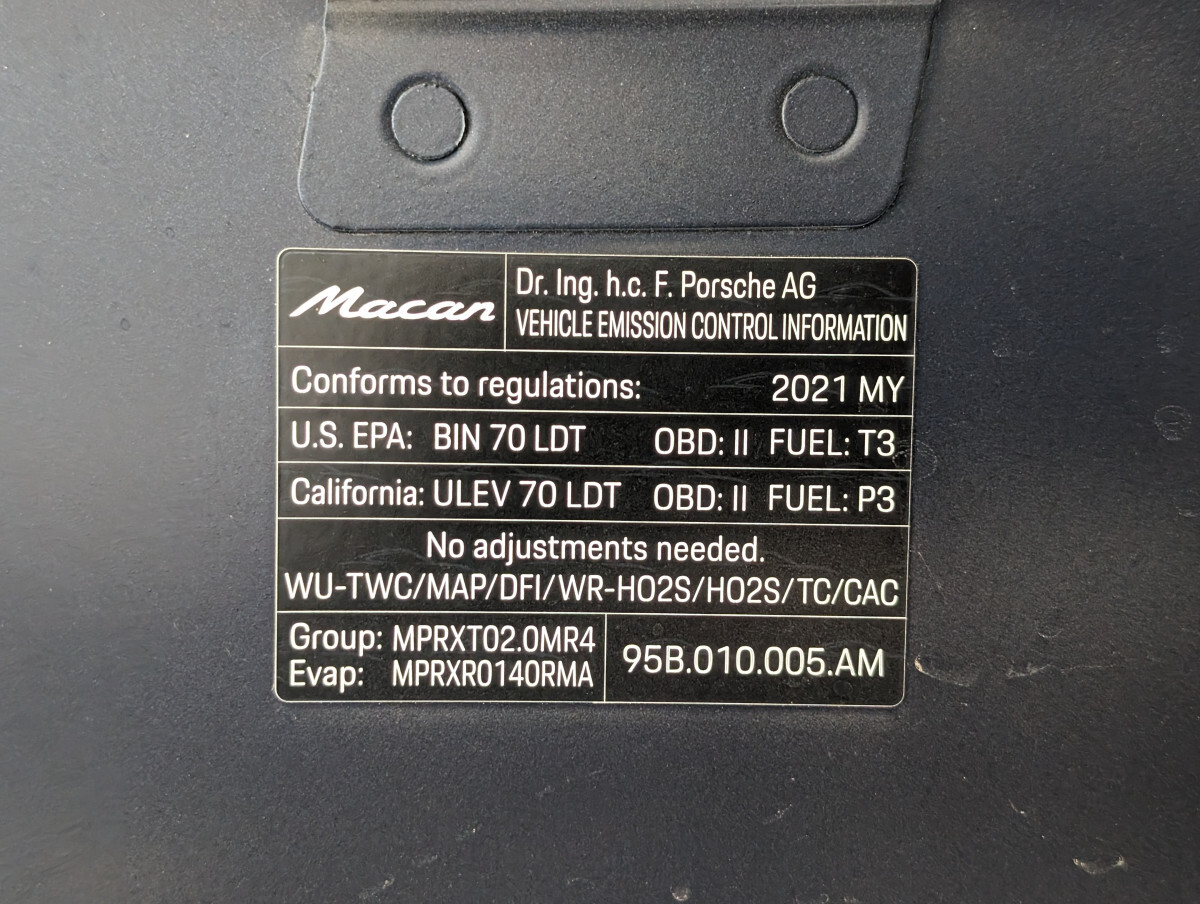 Macan
Dr. Ing. h.c. F. Porsche AG
VEHICLE EMISSION CONTROL INFORMATION
Conforms to regulations: 2021 MY
U.S. EPA: BIN 70 LDT OBD: II FUEL: T3
California: ULEV 70 LDT OBD: II FUEL: P3
No adjustments needed.
WU-TWC/MAP/DFI/WR-HO2S/HO2S/TC/CAC
Group: MPRXT02.0MR4
Evap: MPRXR0140RMA
95B.010.005.AM